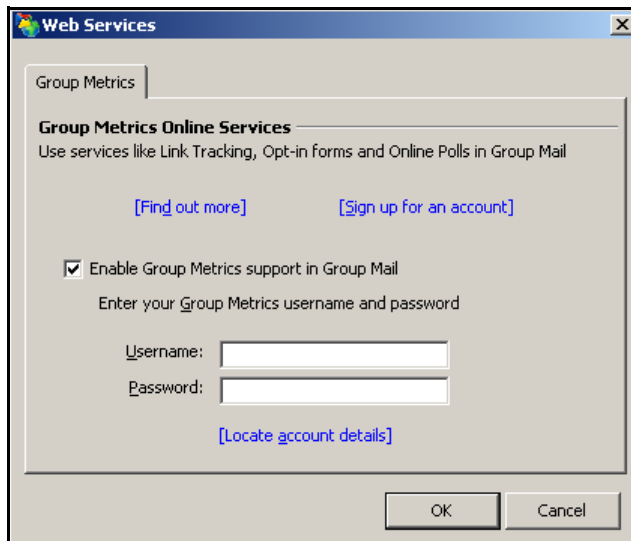 Web Services
Group Metrics
Group Metrics Online Services
Use services like Link Tracking, Opt-in forms and Online Polls in Group Mail
[Find out more] [Sign up for an account]
Enable Group Metrics support in Group Mail
Enter your Group Metrics username and password
Username:
Password:
[Locate account details]
OK Cancel